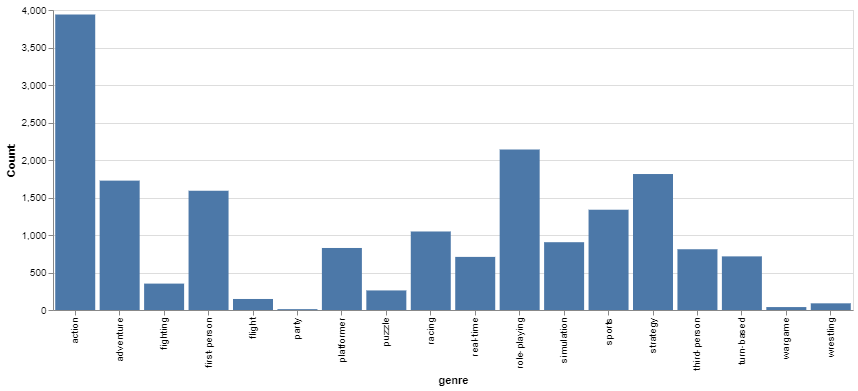 4,000
3,500
3,000
2,500
2,000
1,500
1,000
500
0
Count
action
adventure
fighting
first-person
flight
party
platformer
puzzle
racing
real-time
role-playing
simulation
sports
strategy
third-person
turn-based
wargame
wrestling
genre